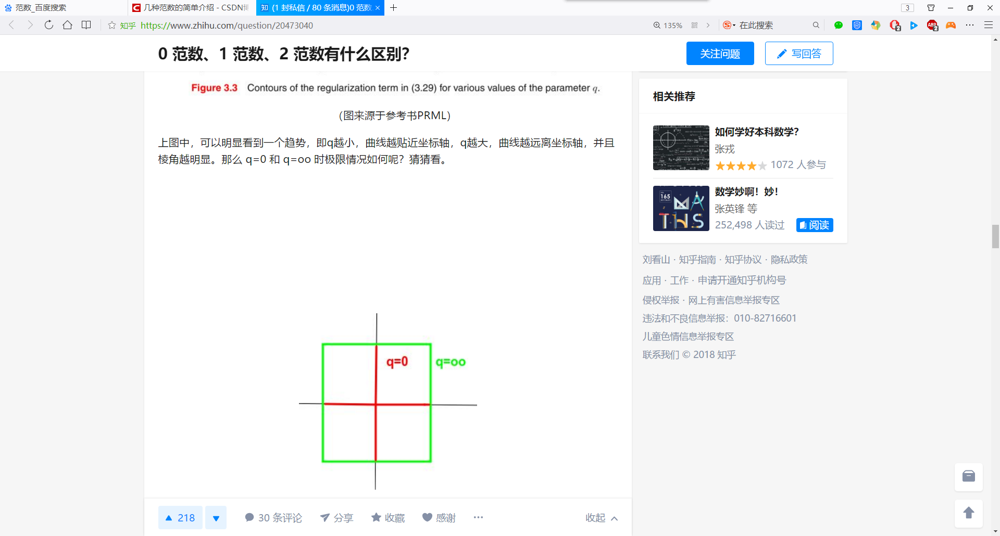 范数_百度搜索
几种范数的简单介绍 - CSDN博
知 (1 封私信 / 80 条消息)0 范数
3
知乎 https://www.zhihu.com/question/20473040
135%
在此搜索
2
ABP 2
0 范数、1 范数、2 范数有什么区别?
关注问题
写回答
Figure 3.3 Contours of the regularization term in (3.29) for various values of the parameter q.
（图来源于参考书PRML）
上图中，可以明显看到一个趋势，即q越小，曲线越贴近坐标轴，q越大，曲线越远离坐标轴，并且
棱角越明显。那么 q=0 和 q=oo 时极限情况如何呢？猜猜看。
q=0
q=oo
218
30 条评论
分享
收藏
感谢
收起
相关推荐
如何学好本科数学？
张戎
1072 人参与
165
MA
THS
数学妙啊！妙！
张英锋 等
252,498 人读过
阅读
刘看山 · 知乎指南 · 知乎协议 · 隐私政策
应用 · 工作 · 申请开通知乎机构号
侵权举报 · 网上有害信息举报专区
违法和不良信息举报：010-82716601
儿童色情信息举报专区
联系我们 © 2018 知乎